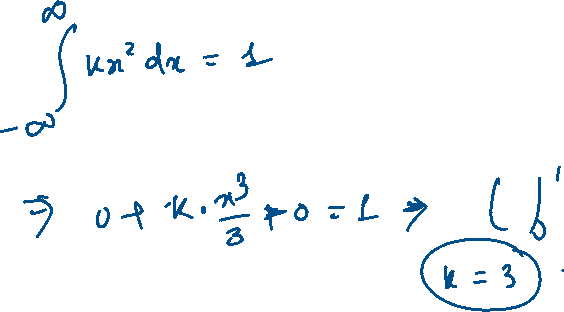 ∫_{-∞}^{∞} kx² dx = 1
⇒ 0 + k · x³/3 + 0 = 1 ⇒
k = 3